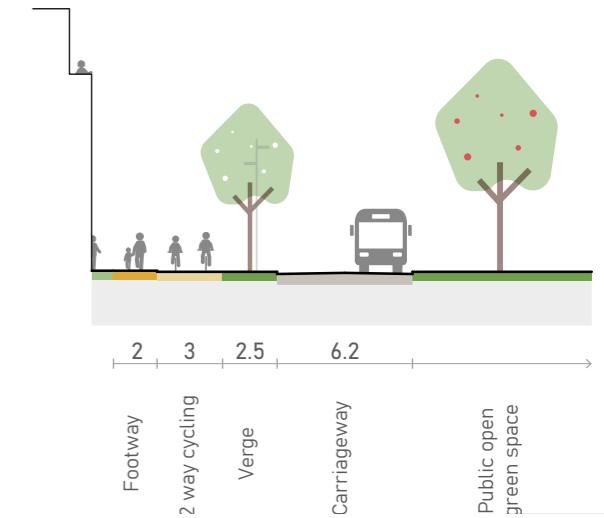 2
3
2.5
6.2
Footway
2 way cycling
Verge
Carriageway
Public open
green space